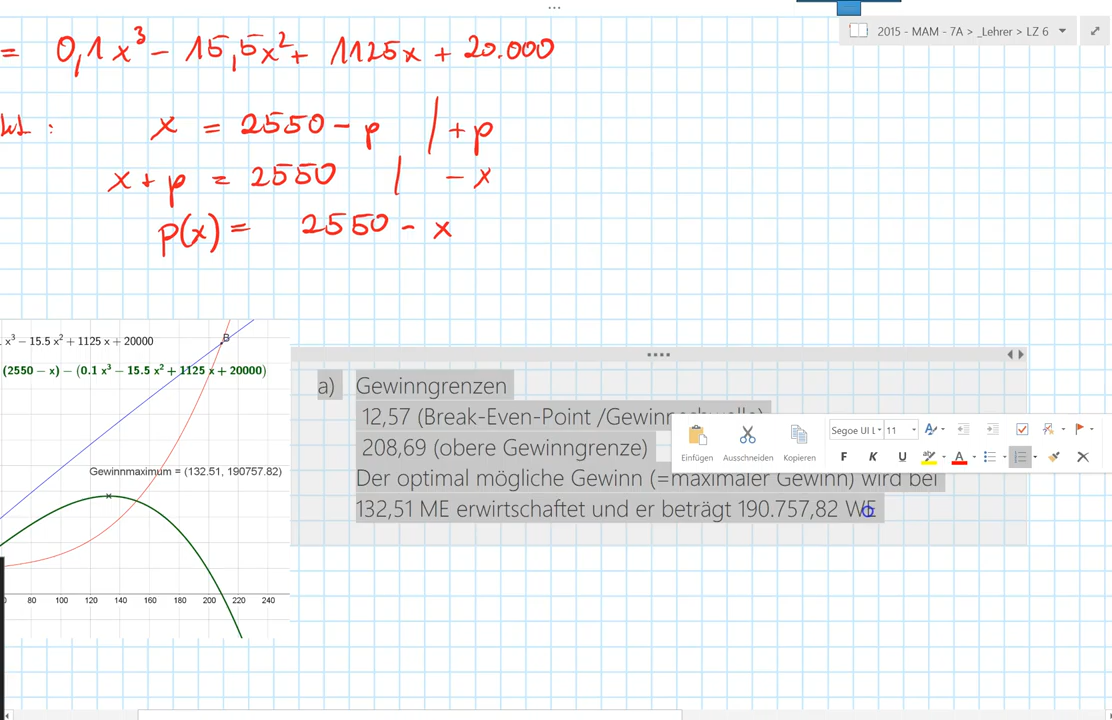 2015 - MAM - 7A > _Lehrer > LZ 6
= 0,1x³ - 15,5x² + 1125x + 20.000
x = 2550 - p | + p
x + p = 2550 | - x
p(x) = 2550 - x
x³ − 15.5 x² + 1125 x + 20000
B
(2550 − x) − (0.1 x³ − 15.5 x² + 1125 x + 20000)
Gewinnmaximum = (132.51, 190757.82)
80 100 120 140 160 180 200 220 240
a) Gewinngrenzen
12,57 (Break-Even-Point /Gewinnschwelle)
208,69 (obere Gewinngrenze)
Der optimal mögliche Gewinn (=maximaler Gewinn) wird bei
132,51 ME erwirtschaftet und er beträgt 190.757,82 WE
Segoe UI L 11
Einfügen Ausschneiden Kopieren F K U ab A